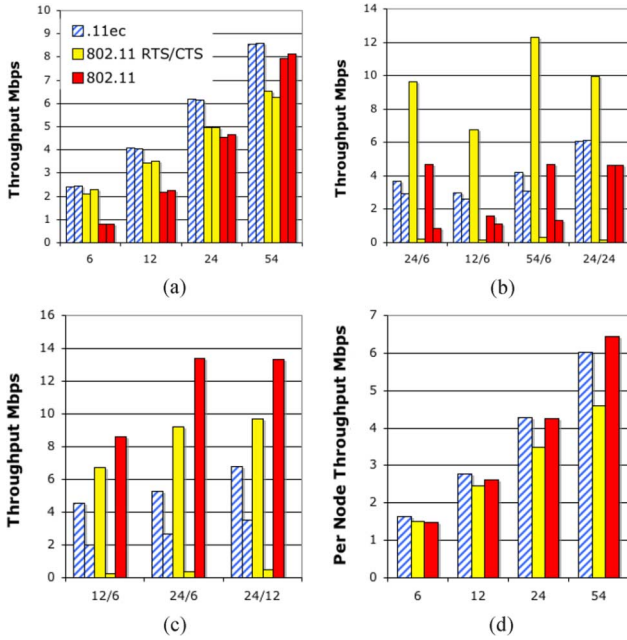 10
9
8
7
6
5
4
3
2
1
0
Throughput Mbps
.11ec
802.11 RTS/CTS
802.11
6 12 24 54
(a)
14
12
10
8
6
4
2
0
Throughput Mbps
24/6 12/6 54/6 24/24
(b)
16
14
12
10
8
6
4
2
0
Throughput Mbps
12/6 24/6 24/12
(c)
7
6
5
4
3
2
1
0
Per Node Throughput Mbps
6 12 24 54
(d)